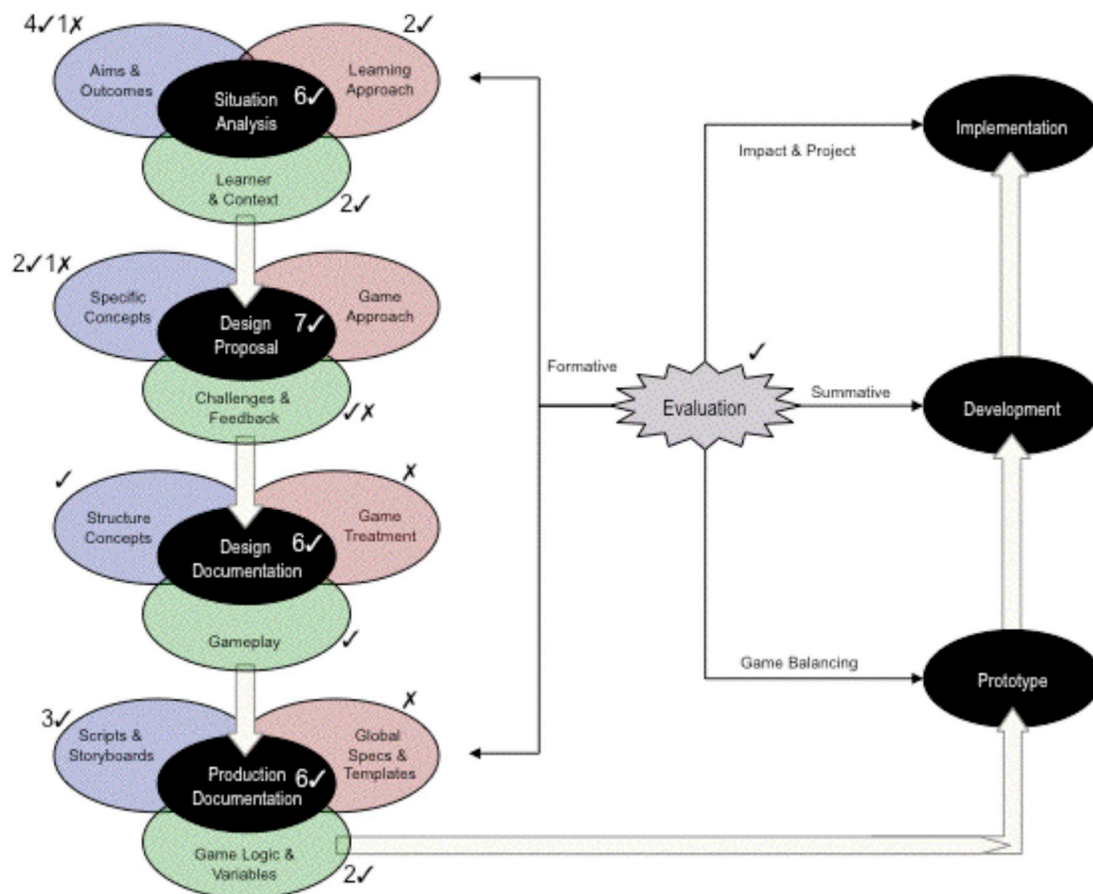 4✓1✗
2✓
Aims &
Outcomes
Learning
Approach
Situation
Analysis
6✓
Learner
& Context
2✓
2✓1✗
Specific
Concepts
Game
Approach
Design
Proposal
7✓
Challenges &
Feedback
✓✗
✓
✗
Structure
Concepts
Game
Treatment
Design
Documentation
6✓
Gameplay
✓
3✓
✗
Scripts &
Storyboards
Global
Specs &
Templates
Production
Documentation
6✓
Game Logic &
Variables
2✓
Formative
Evaluation
✓
Impact & Project
Summative
Game Balancing
Implementation
Development
Prototype